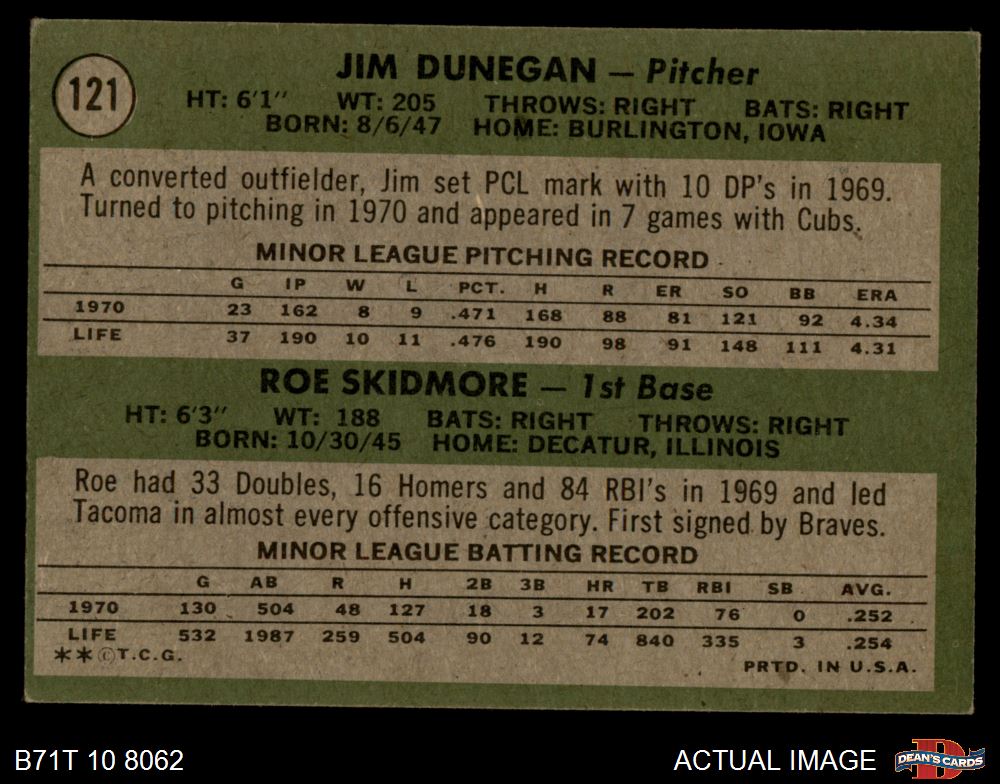 121
JIM DUNEGAN — Pitcher
HT: 6'1" WT: 205 THROWS: RIGHT BATS: RIGHT
BORN: 8/6/47 HOME: BURLINGTON, IOWA
A converted outfielder, Jim set PCL mark with 10 DP's in 1969.
Turned to pitching in 1970 and appeared in 7 games with Cubs.
MINOR LEAGUE PITCHING RECORD
G IP W L PCT. H R ER SO BB ERA
1970 23 162 8 9 .471 168 88 81 121 92 4.34
LIFE 37 190 10 11 .476 190 98 91 148 111 4.31
ROE SKIDMORE — 1st Base
HT: 6'3" WT: 188 BATS: RIGHT THROWS: RIGHT
BORN: 10/30/45 HOME: DECATUR, ILLINOIS
Roe had 33 Doubles, 16 Homers and 84 RBI's in 1969 and led
Tacoma in almost every offensive category. First signed by Braves.
MINOR LEAGUE BATTING RECORD
G AB R H 2B 3B HR TB RBI SB AVG.
1970 130 504 48 127 18 3 17 202 76 0 .252
LIFE 532 1987 259 504 90 12 74 840 335 3 .254
**©T.C.G. PRTD. IN U.S.A.
B71T 10 8062 ACTUAL IMAGE D DEAN'S CARDS